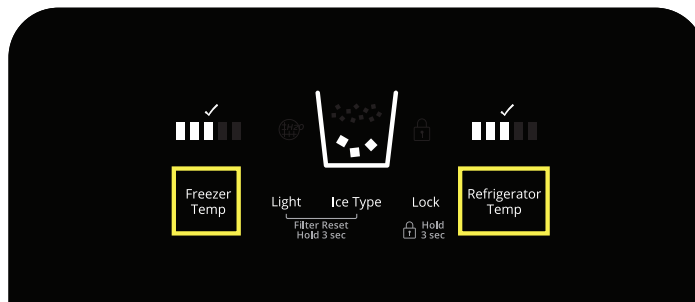 Freezer
Temp
Light
Ice Type
Lock
Refrigerator
Temp
Filter Reset
Hold 3 sec
Hold
3 sec